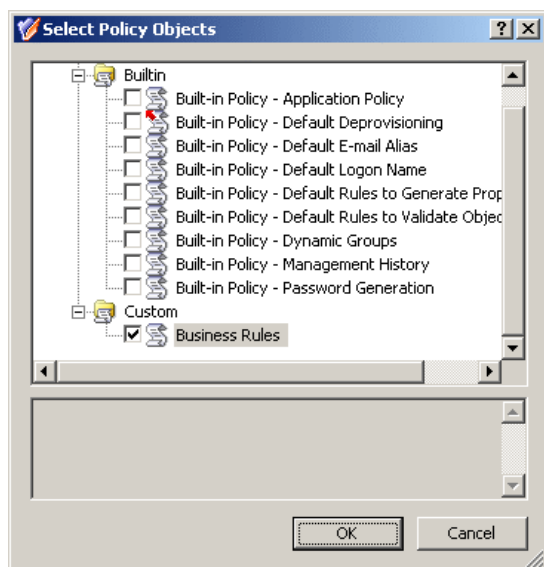 Select Policy Objects
Builtin
Built-in Policy - Application Policy
Built-in Policy - Default Deprovisioning
Built-in Policy - Default E-mail Alias
Built-in Policy - Default Logon Name
Built-in Policy - Default Rules to Generate Prop
Built-in Policy - Default Rules to Validate Objec
Built-in Policy - Dynamic Groups
Built-in Policy - Management History
Built-in Policy - Password Generation
Custom
Business Rules
OK Cancel